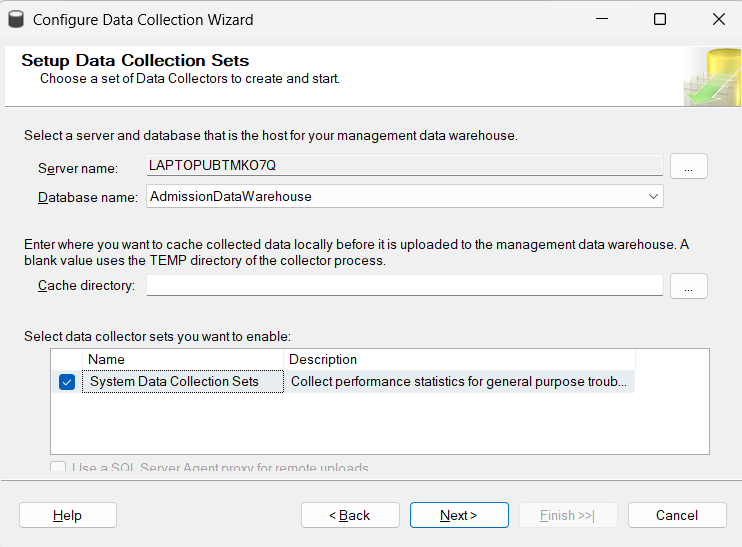 Configure Data Collection Wizard
Setup Data Collection Sets
Choose a set of Data Collectors to create and start.
Select a server and database that is the host for your management data warehouse.
Server name: LAPTOPUBTMKO7Q ...
Database name: AdmissionDataWarehouse
Enter where you want to cache collected data locally before it is uploaded to the management data warehouse. A
blank value uses the TEMP directory of the collector process.
Cache directory: ...
Select data collector sets you want to enable:
Name Description
System Data Collection Sets Collect performance statistics for general purpose troub...
Use a SQL Server Agent proxy for remote uploads
Help < Back Next > Finish >>| Cancel